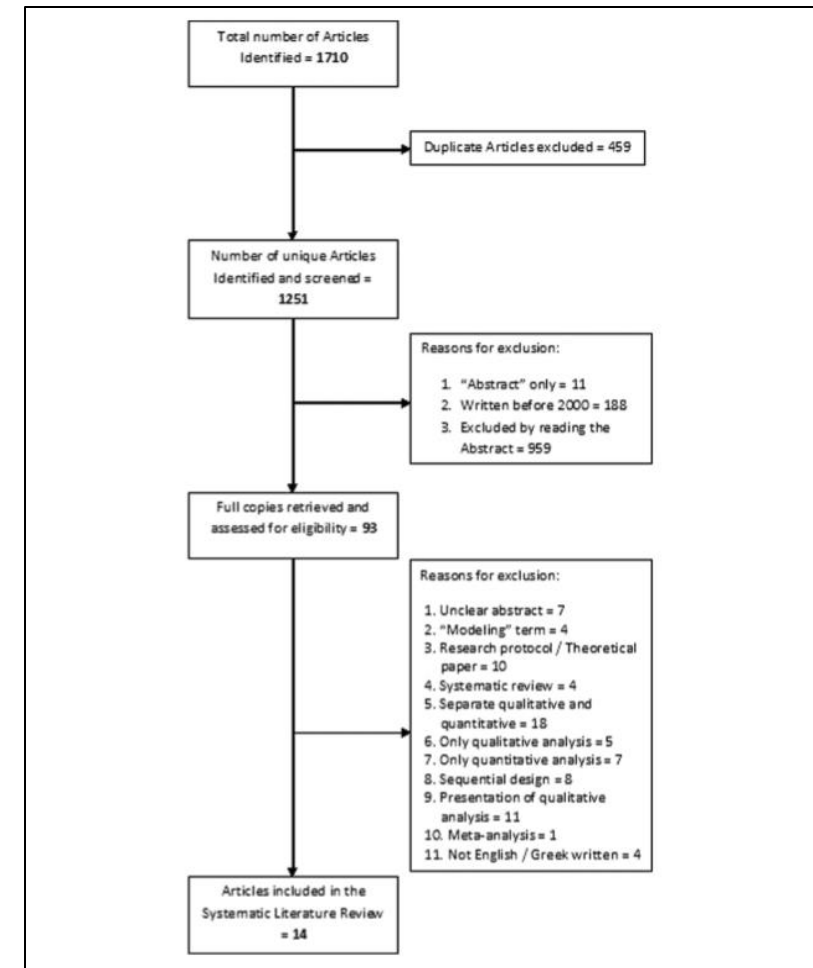 Total number of Articles
Identified = 1710
Duplicate Articles excluded = 459
Number of unique Articles
Identified and screened =
1251
Reasons for exclusion:
1. "Abstract" only = 11
2. Written before 2000 = 188
3. Excluded by reading the
Abstract = 959
Full copies retrieved and
assessed for eligibility = 93
Reasons for exclusion:
1. Unclear abstract = 7
2. "Modeling" term = 4
3. Research protocol / Theoretical
paper = 10
4. Systematic review = 4
5. Separate qualitative and
quantitative = 18
6. Only qualitative analysis = 5
7. Only quantitative analysis = 7
8. Sequential design = 8
9. Presentation of qualitative
analysis = 11
10. Meta-analysis = 1
11. Not English / Greek written = 4
Articles included in the
Systematic Literature Review
= 14